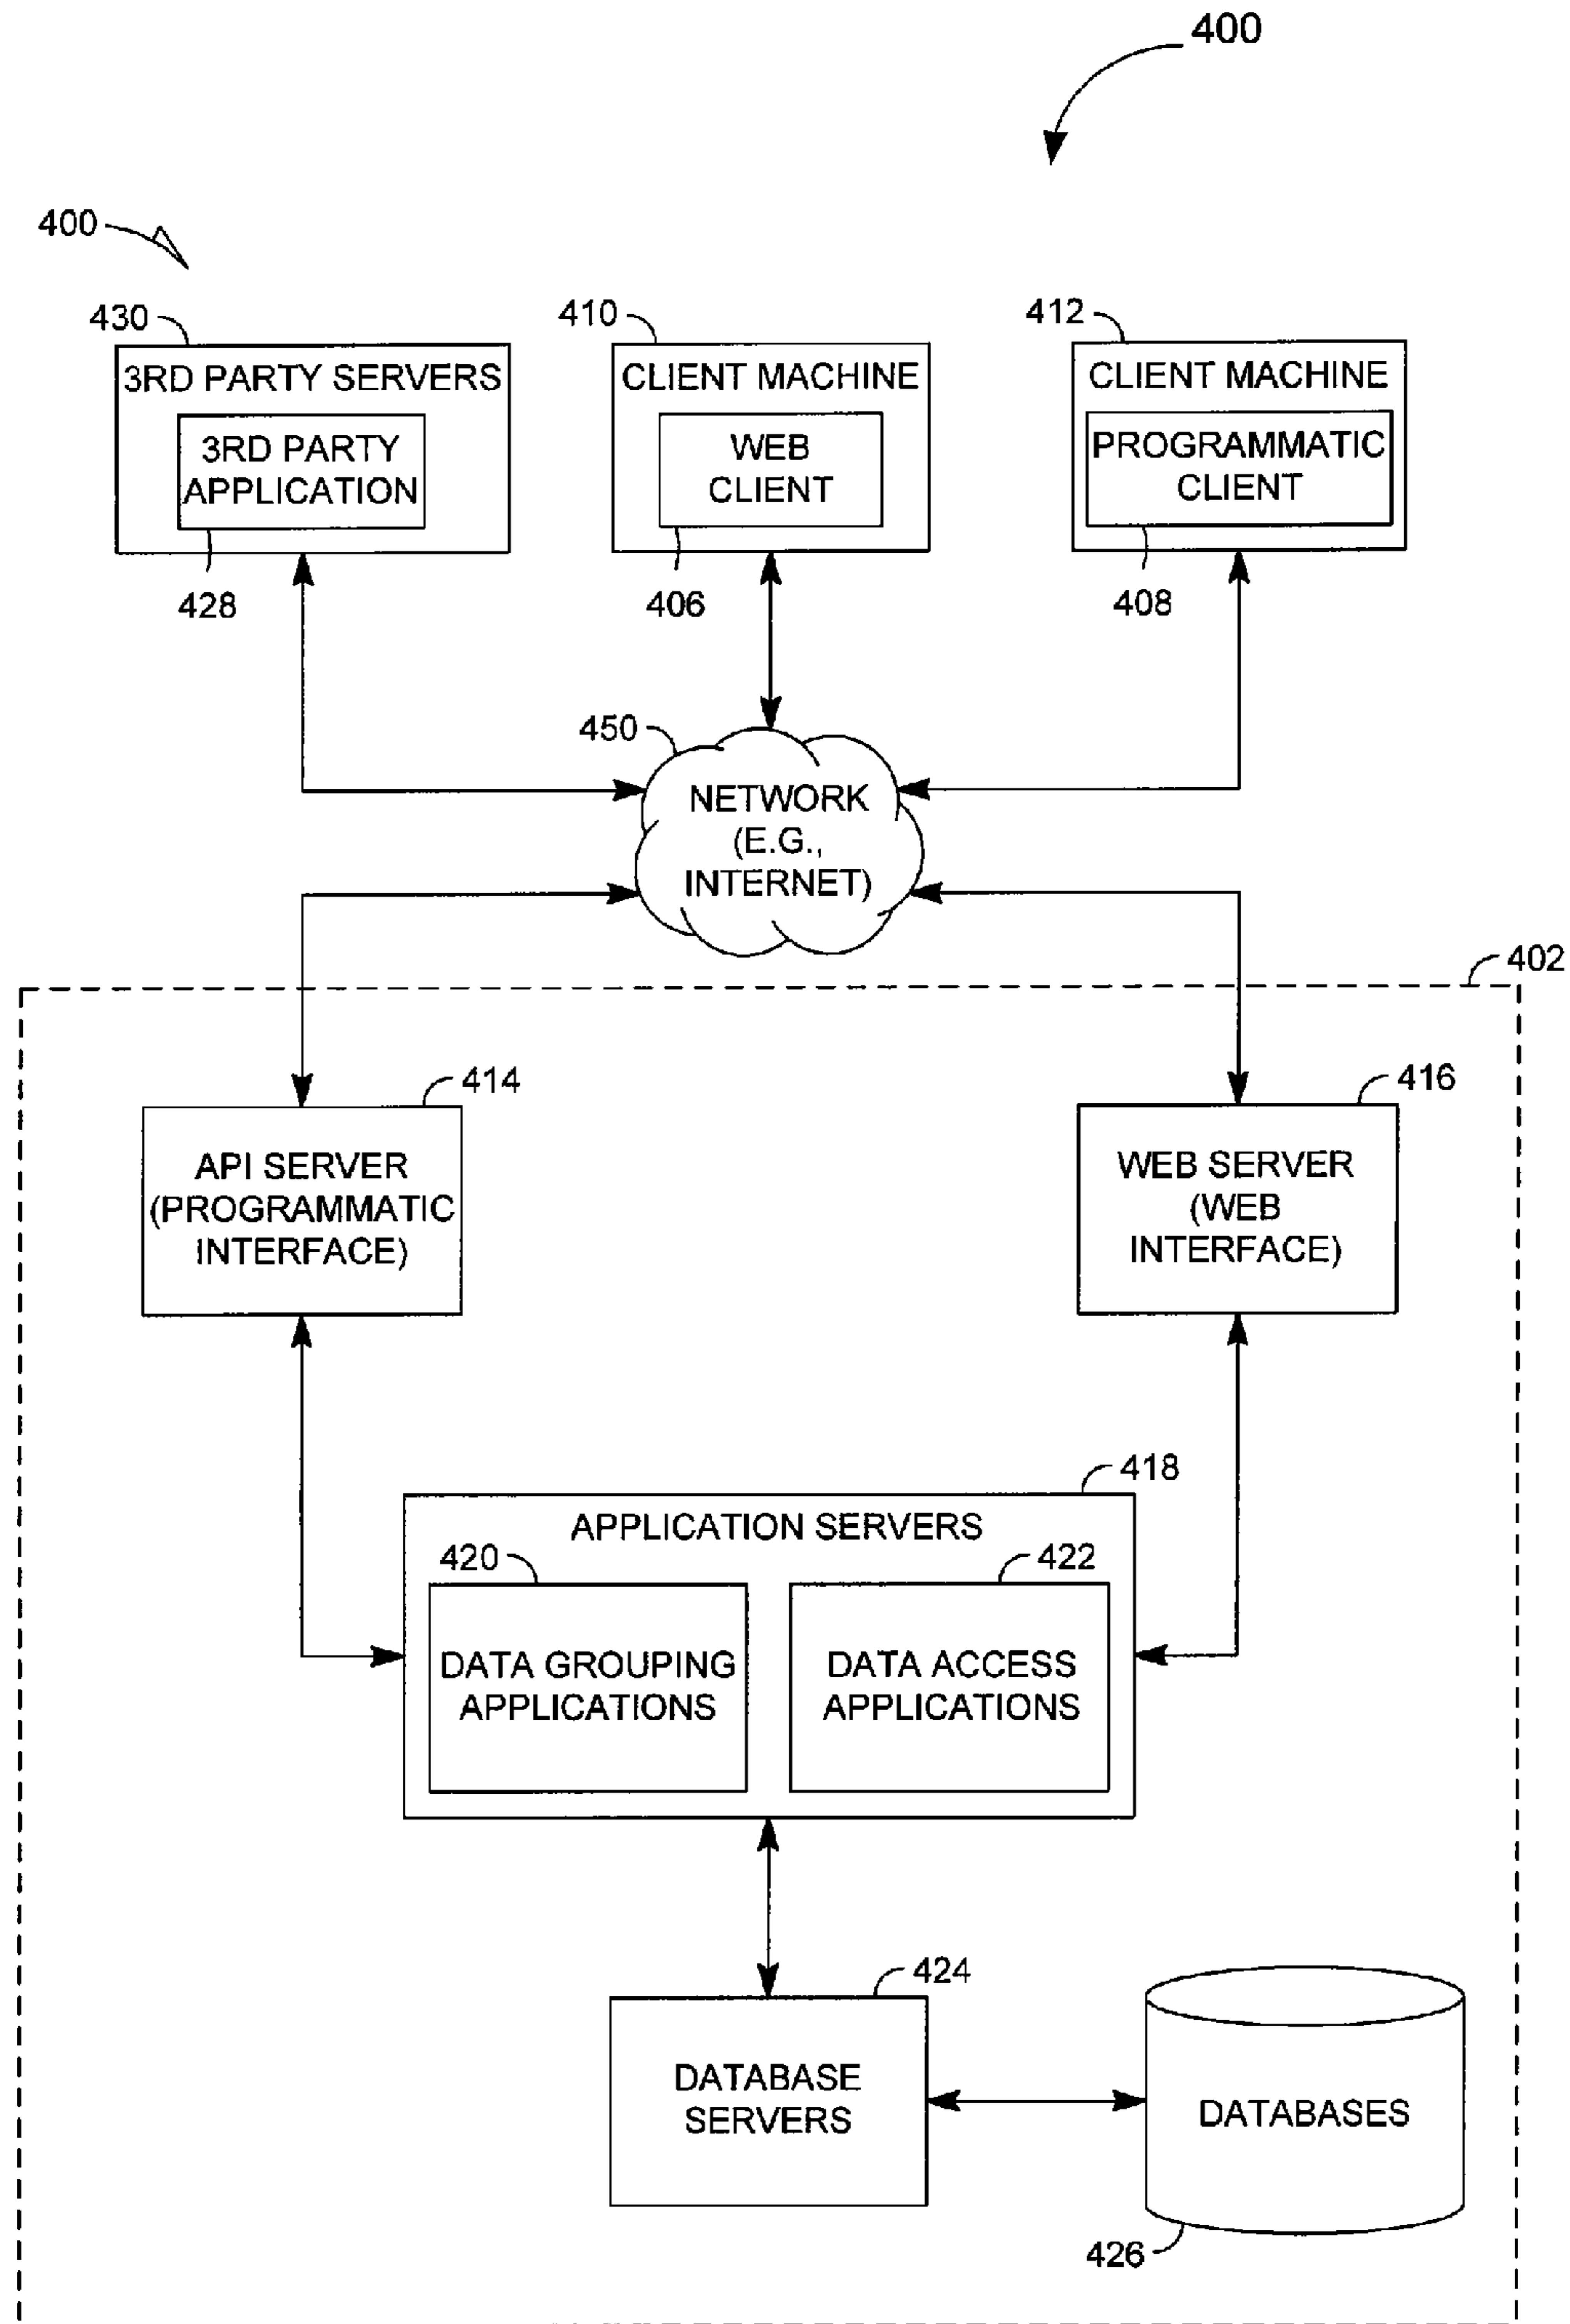 400
400
430
410
412
3RD PARTY SERVERS
3RD PARTY
APPLICATION
428
CLIENT MACHINE
WEB
CLIENT
406
CLIENT MACHINE
PROGRAMMATIC
CLIENT
408
450
NETWORK
(E.G.,
INTERNET)
402
414
API SERVER
(PROGRAMMATIC
INTERFACE)
416
WEB SERVER
(WEB
INTERFACE)
418
APPLICATION SERVERS
420
DATA GROUPING
APPLICATIONS
422
DATA ACCESS
APPLICATIONS
424
DATABASE
SERVERS
DATABASES
426